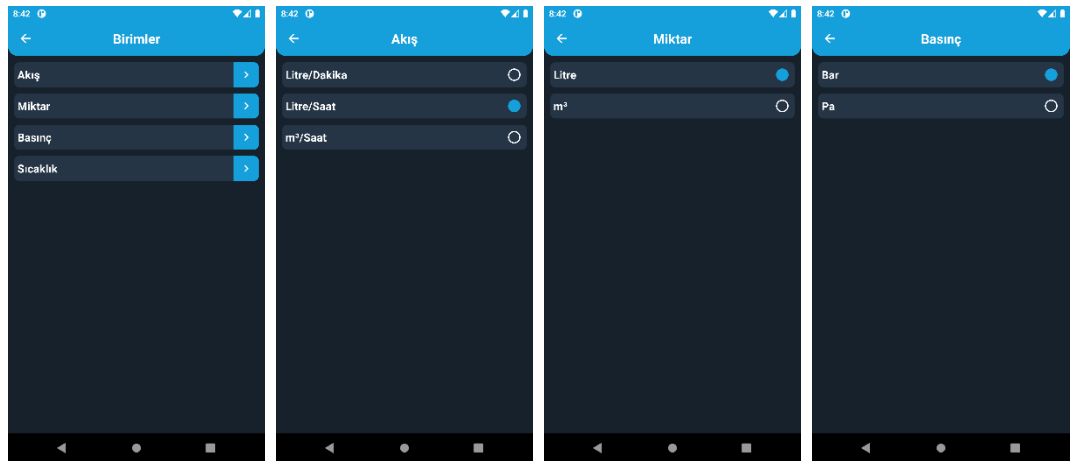 8:42
Birimler
Akış
Miktar
Basınç
Sıcaklık
8:42
Akış
Litre/Dakika
Litre/Saat
m³/Saat
8:42
Miktar
Litre
m³
8:42
Basınç
Bar
Pa